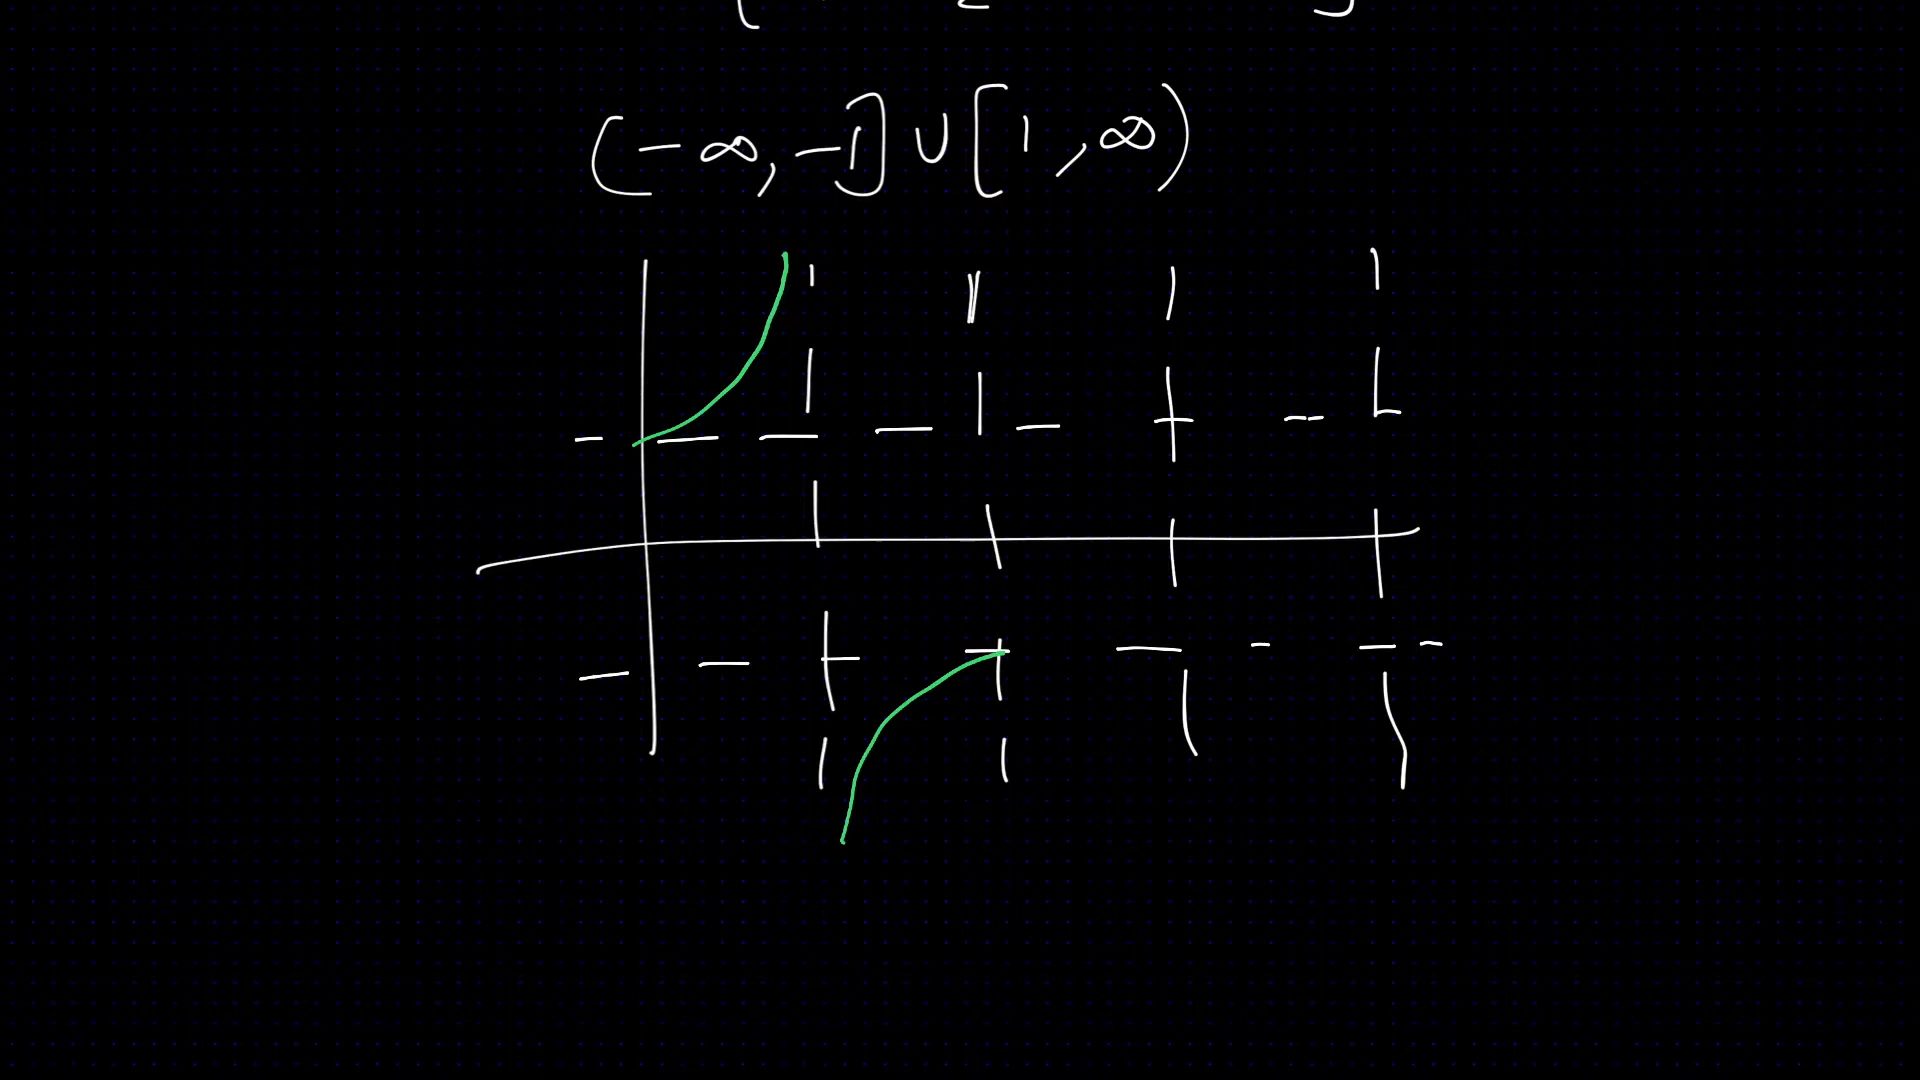 (-∞, -1] ∪ [1, ∞)